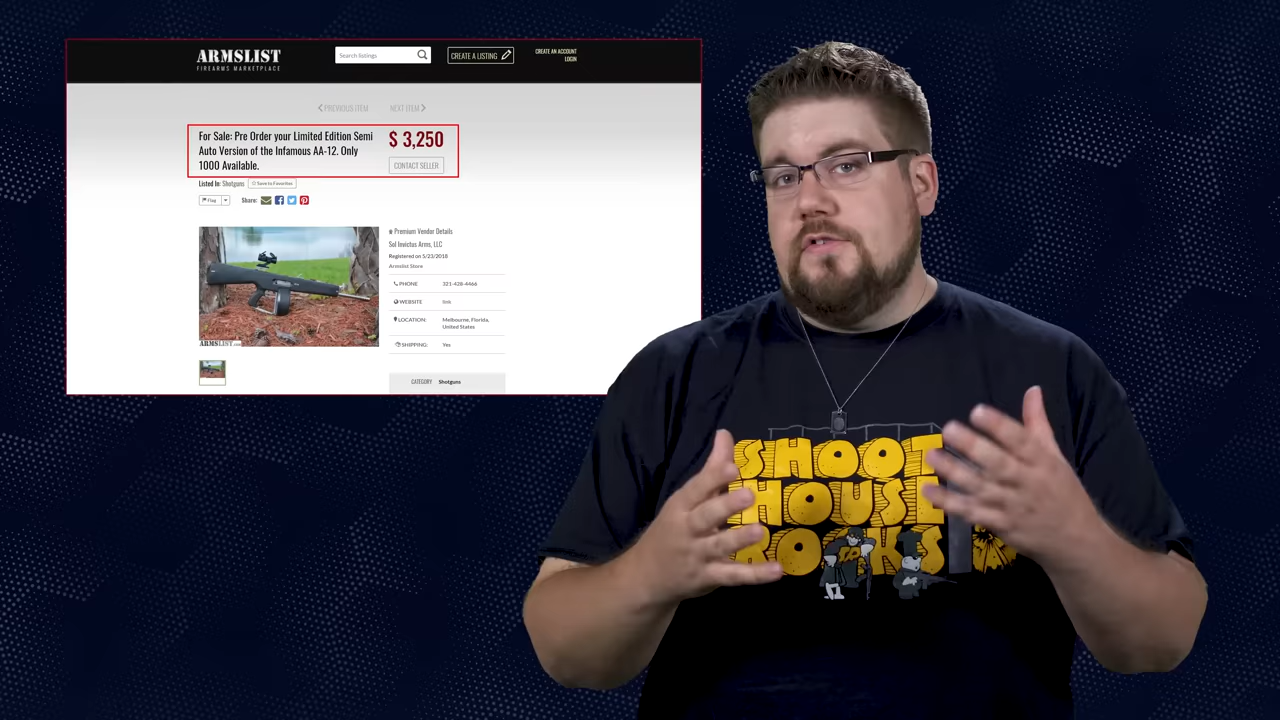 ARMSLIST
FIREARMS MARKETPLACE
Search listings
CREATE A LISTING
CREATE AN ACCOUNT
LOGIN
PREVIOUS ITEM
NEXT ITEM
For Sale: Pre Order your Limited Edition Semi
Auto Version of the Infamous AA-12. Only
1000 Available.
$ 3,250
CONTACT SELLER
Listed In: Shotguns
Save to Favorites
Flag
Share:
Premium Vendor Details
Sol Invictus Arms, LLC
Registered on 5/23/2018
Armslist Store
PHONE 321-428-4466
WEBSITE link
LOCATION: Melbourne, Florida,
United States
SHIPPING: Yes
CATEGORY Shotguns
ARMSLIST.com
SHOOT
HOUSE
ROCKS